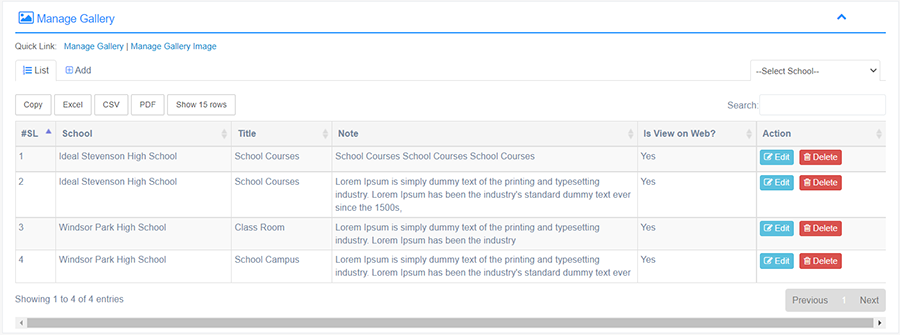 Manage Gallery
Quick Link: Manage Gallery | Manage Gallery Image
List Add --Select School--
Copy Excel CSV PDF Show 15 rows Search:
#SL School Title Note Is View on Web? Action
1 Ideal Stevenson High School School Courses School Courses School Courses School Courses Yes Edit Delete
2 Ideal Stevenson High School School Courses Lorem Ipsum is simply dummy text of the printing and typesetting Yes Edit Delete
industry. Lorem Ipsum has been the industry's standard dummy text ever
since the 1500s,
3 Windsor Park High School Class Room Lorem Ipsum is simply dummy text of the printing and typesetting Yes Edit Delete
industry. Lorem Ipsum has been the industry
4 Windsor Park High School School Campus Lorem Ipsum is simply dummy text of the printing and typesetting Yes Edit Delete
industry. Lorem Ipsum has been the industry's standard dummy text ever
Showing 1 to 4 of 4 entries Previous 1 Next